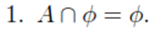 1. A ∩ ϕ = ϕ.